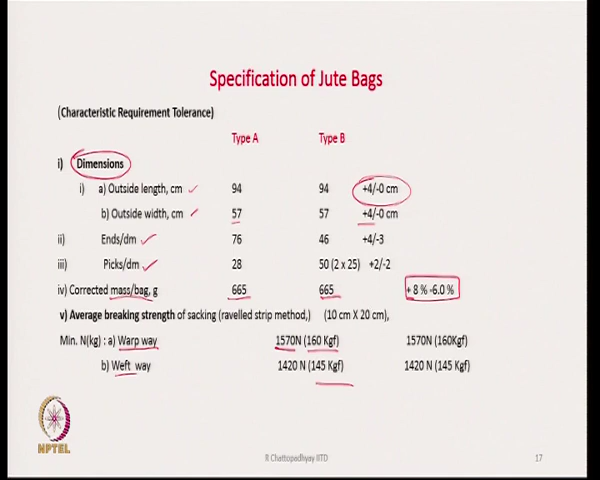 Specification of Jute Bags
(Characteristic Requirement Tolerance)
Type A Type B
i) Dimensions
i) a) Outside length, cm 94 94 +4/-0 cm
b) Outside width, cm 57 57 +4/-0 cm
ii) Ends/dm 76 46 +4/-3
iii) Picks/dm 28 50 (2 x 25) +2/-2
iv) Corrected mass/bag, g 665 665 + 8 % -6.0 %
v) Average breaking strength of sacking (ravelled strip method,) (10 cm X 20 cm),
Min. N(kg) : a) Warp way 1570N (160 Kgf) 1570N (160Kgf)
b) Weft way 1420 N (145 Kgf) 1420 N (145 Kgf)
NPTEL
R Chattopadhyay IITD
17